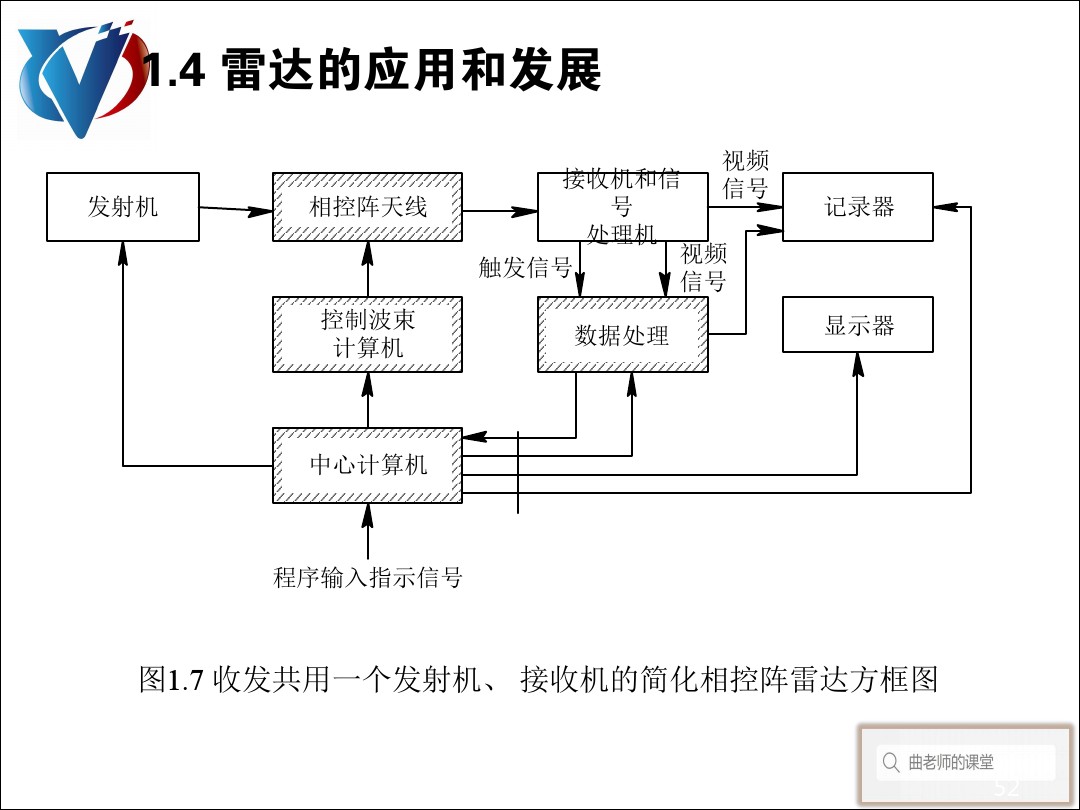 1.4 雷达的应用和发展
视频
信号
发射机
相控阵天线
接收机和信
号
处理机
记录器
触发信号
视频
信号
控制波束
计算机
数据处理
显示器
中心计算机
程序输入指示信号
图1.7 收发共用一个发射机、 接收机的简化相控阵雷达方框图
曲老师的课堂
52